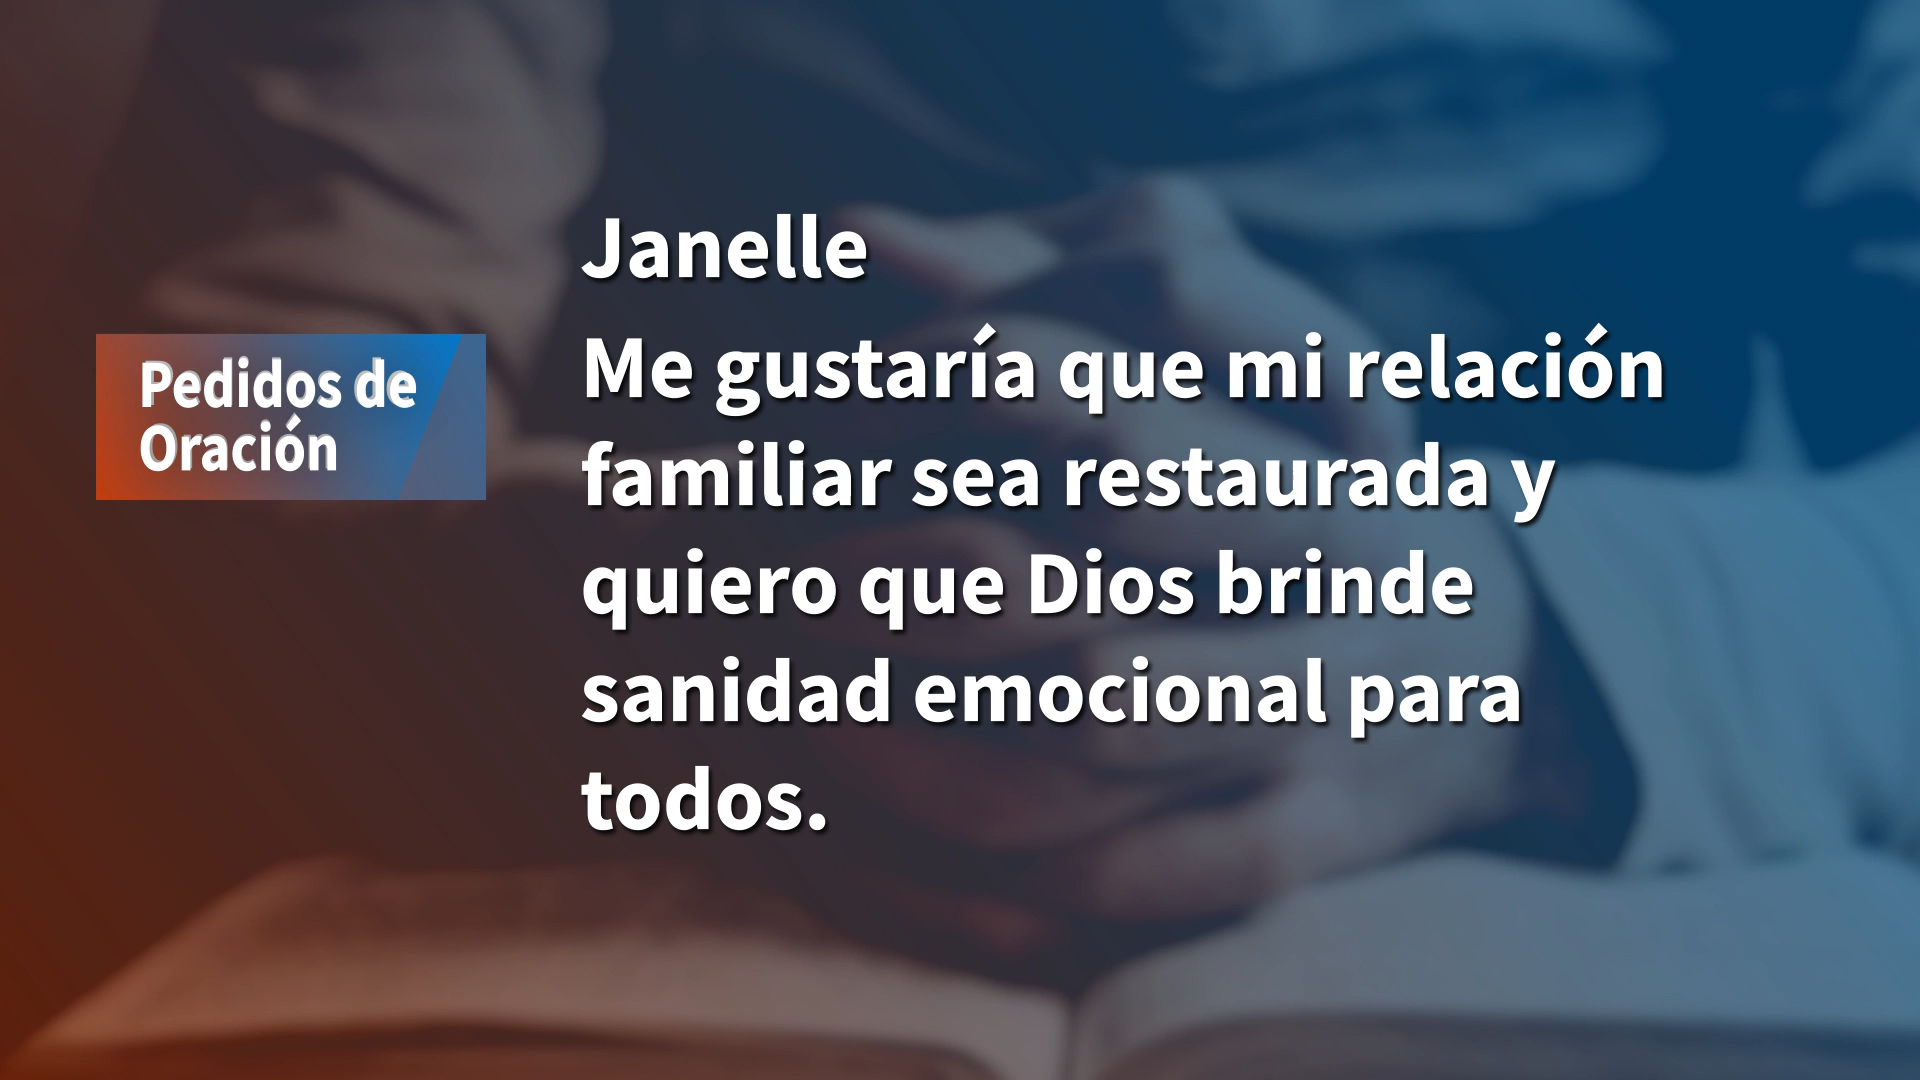 Pedidos de
Oración
Janelle
Me gustaría que mi relación
familiar sea restaurada y
quiero que Dios brinde
sanidad emocional para
todos.